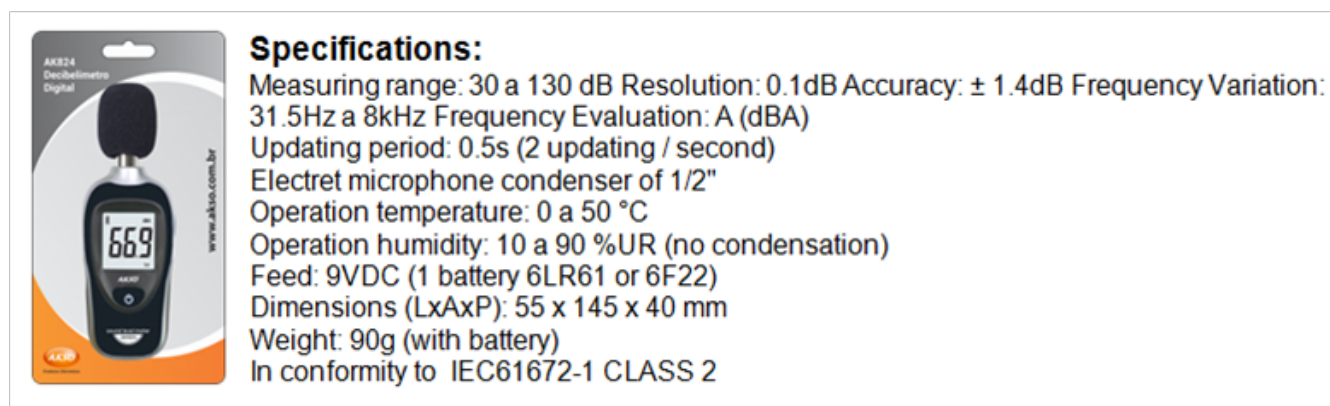 AK824
Decibelímetro
Digital
www.akso.com.br
66.9
AKSO
AKSO
Specifications:
Measuring range: 30 a 130 dB Resolution: 0.1dB Accuracy: ± 1.4dB Frequency Variation:
31.5Hz a 8kHz Frequency Evaluation: A (dBA)
Updating period: 0.5s (2 updating / second)
Electret microphone condenser of 1/2"
Operation temperature: 0 a 50 °C
Operation humidity: 10 a 90 %UR (no condensation)
Feed: 9VDC (1 battery 6LR61 or 6F22)
Dimensions (LxAxP): 55 x 145 x 40 mm
Weight: 90g (with battery)
In conformity to IEC61672-1 CLASS 2